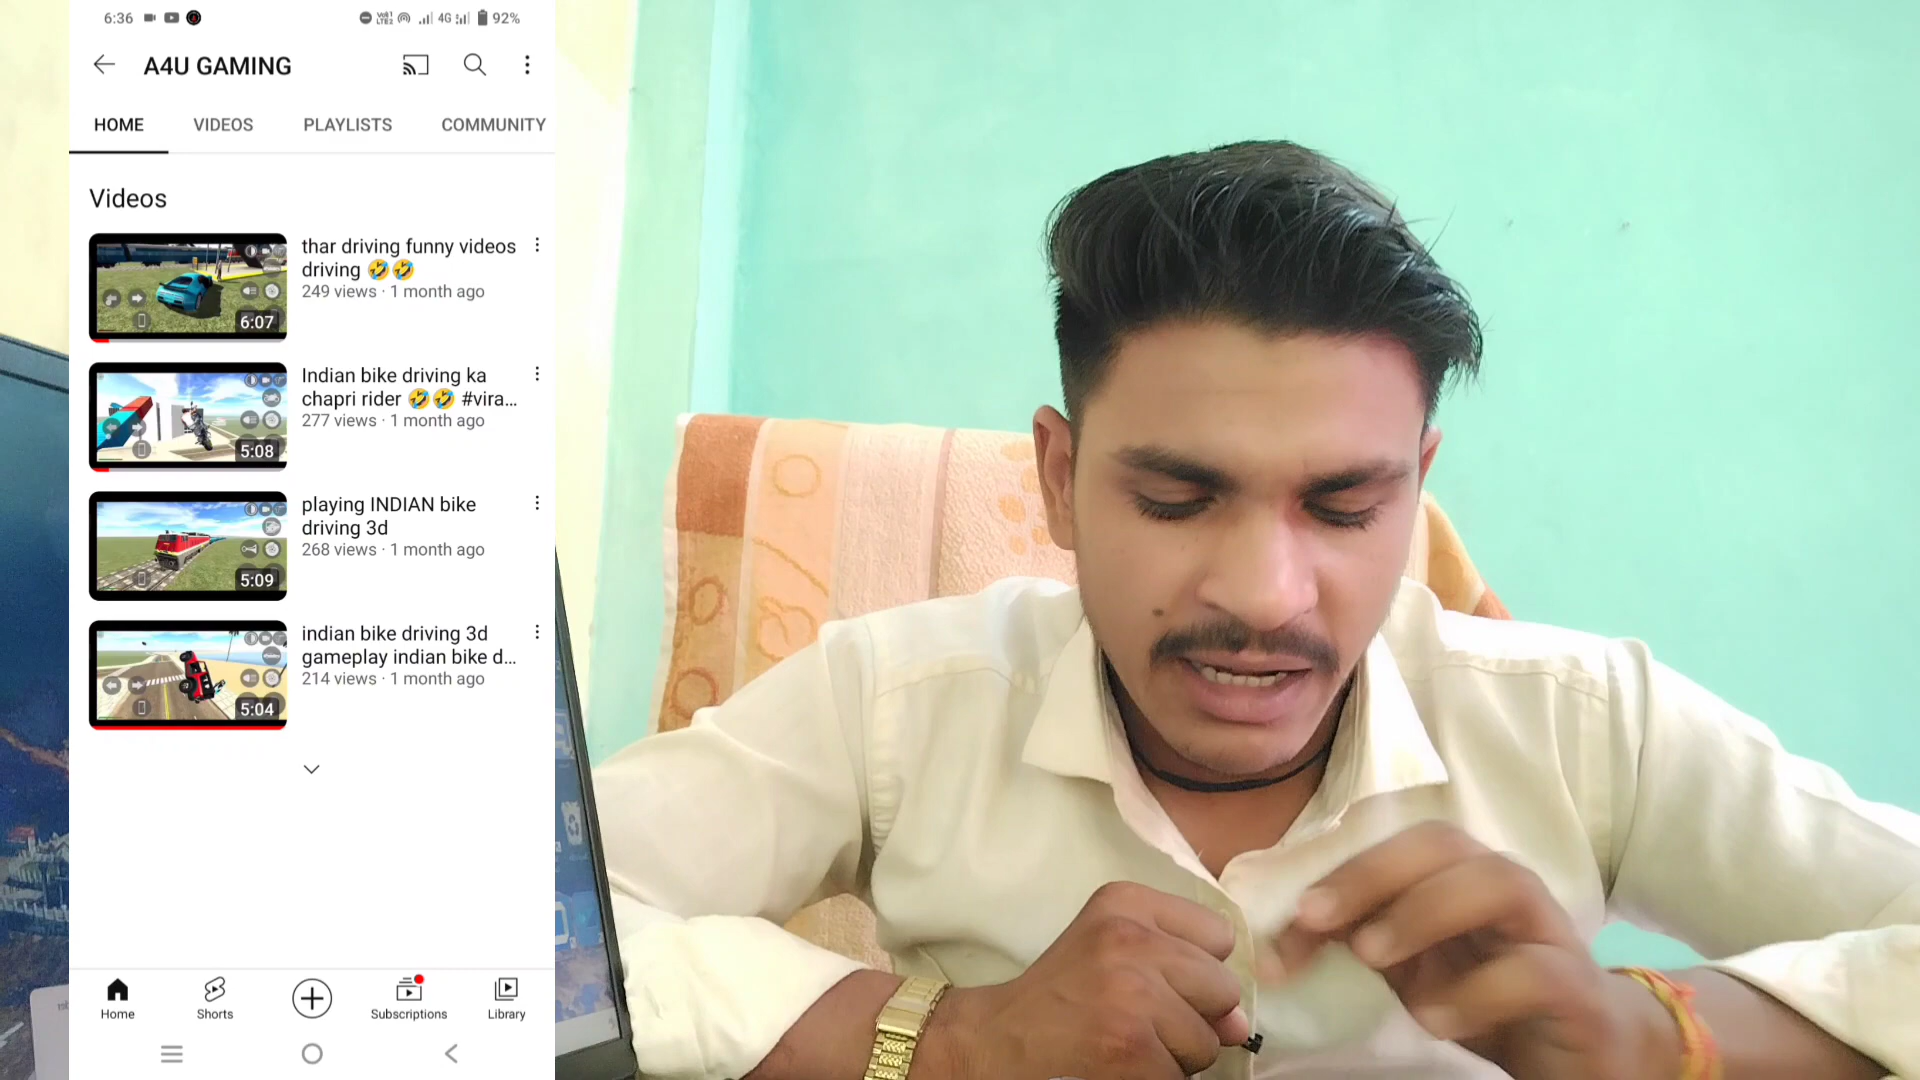 6:36
VoLTE LTE2 4G 92%
A4U GAMING
HOME VIDEOS PLAYLISTS COMMUNITY
Videos
thar driving funny videos
driving 🤣🤣
249 views · 1 month ago
6:07
Indian bike driving ka
chapri rider 🤣🤣 #vira...
277 views · 1 month ago
5:08
playing INDIAN bike
driving 3d
268 views · 1 month ago
5:09
indian bike driving 3d
gameplay indian bike d...
214 views · 1 month ago
5:04
Home Shorts Subscriptions Library